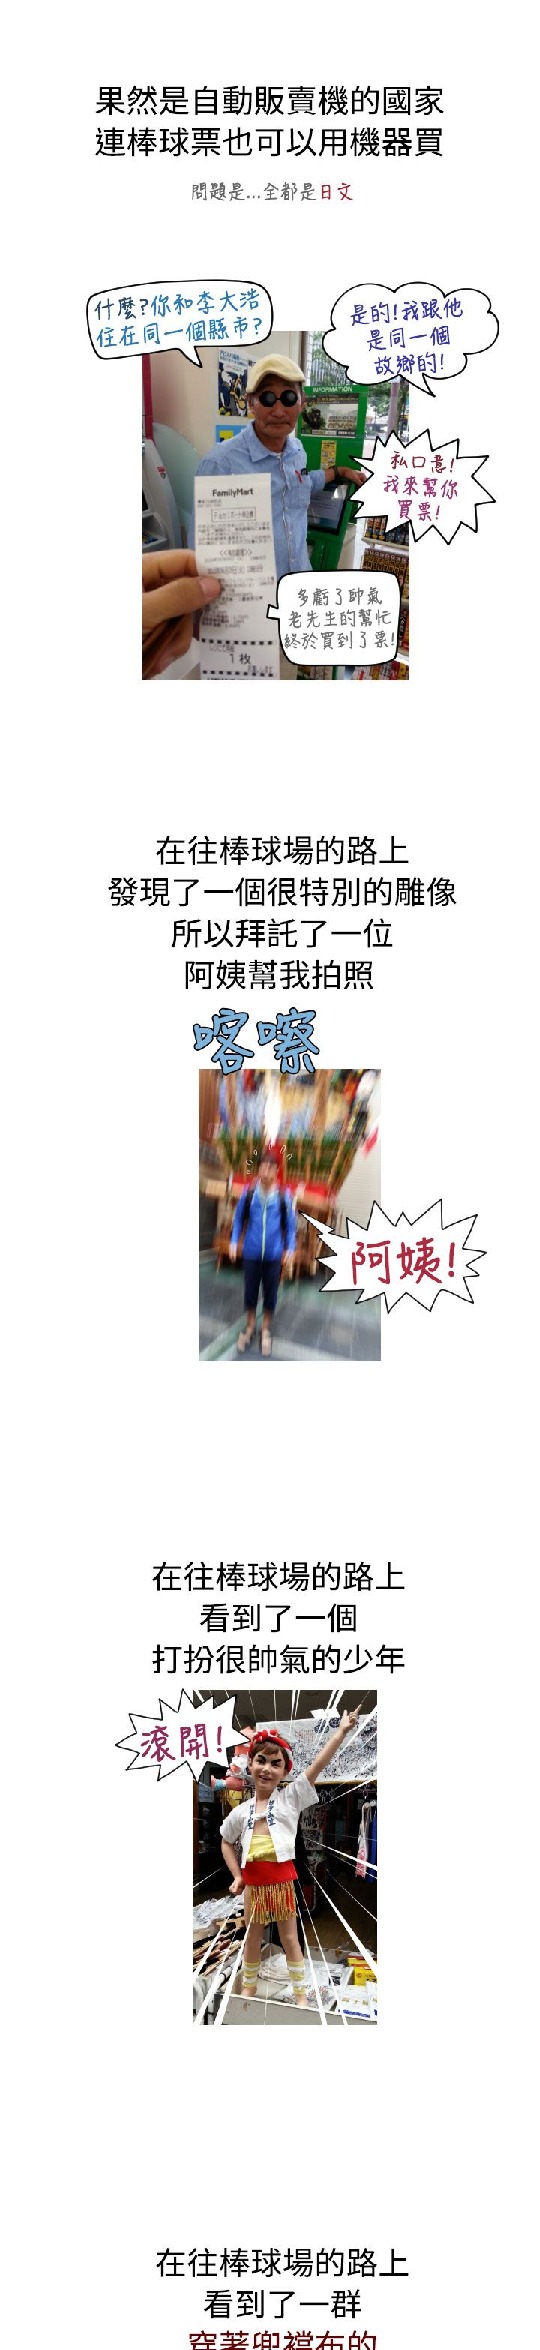 果然是自動販賣機的國家
連棒球票也可以用機器買
問題是...全都是日文
什麼?你和李大浩
住在同一個縣市?
是的!我跟他
是同一個
故鄉的!
INFORMATION
私口意!
我來幫你
買票!
FamilyMart
1枚
多虧了帥氣
老先生的幫忙
終於買到了票!
在往棒球場的路上
發現了一個很特別的雕像
所以拜託了一位
阿姨幫我拍照
喀嚓
阿姨!
在往棒球場的路上
看到了一個
打扮很帥氣的少年
滾開!
在往棒球場的路上
看到了一群
穿著兜襠布的